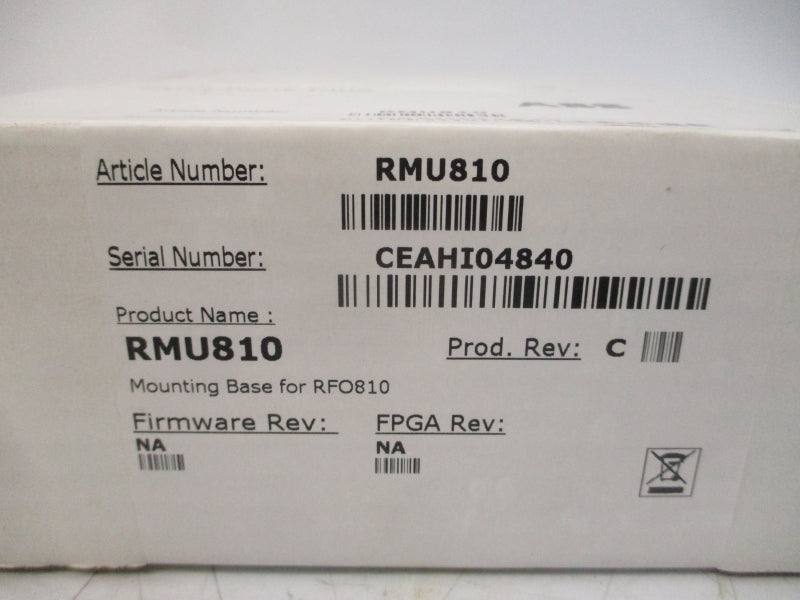 ABB
Article Number: RMU810
Serial Number: CEAHI04840
Product Name :
RMU810 Prod. Rev: C
Mounting Base for RFO810
Firmware Rev: FPGA Rev:
NA NA